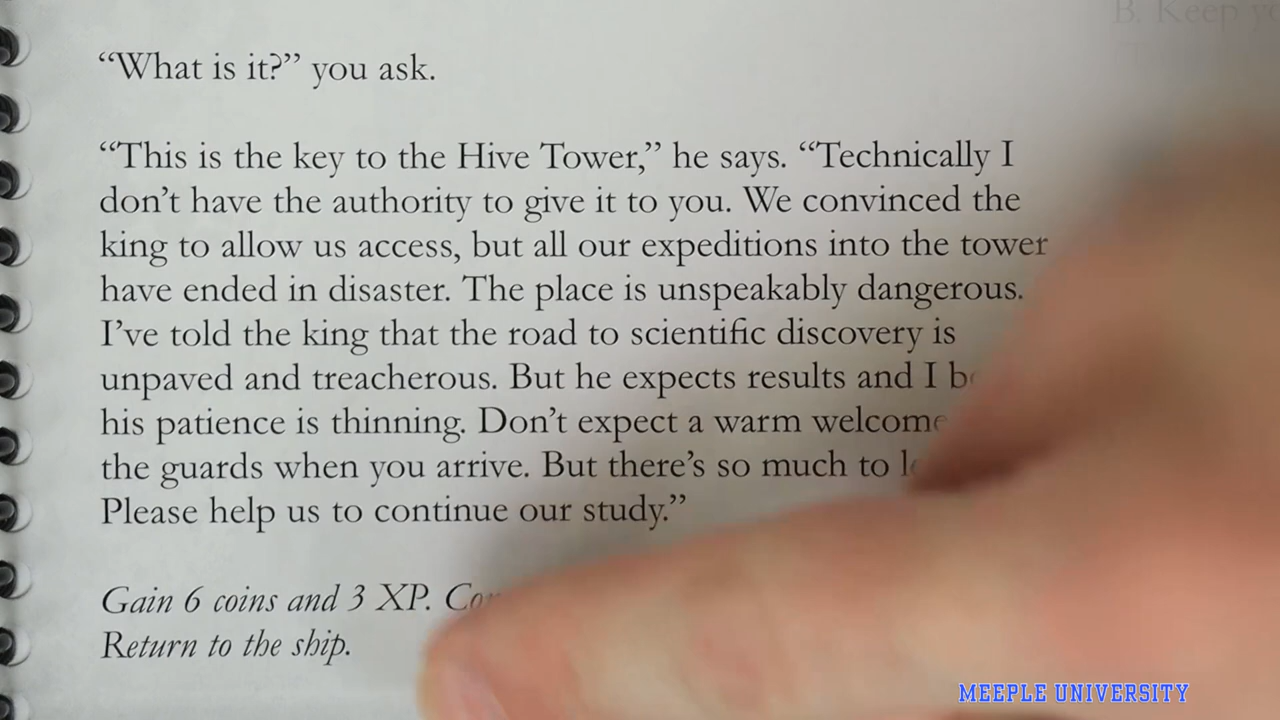 B. Keep
“What is it?” you ask.
“This is the key to the Hive Tower,” he says. “Technically I
don’t have the authority to give it to you. We convinced the
king to allow us access, but all our expeditions into the tower
have ended in disaster. The place is unspeakably dangerous.
I’ve told the king that the road to scientific discovery is
unpaved and treacherous. But he expects results and I
his patience is thinning. Don’t expect a warm welcome
the guards when you arrive. But there’s so much to
Please help us to continue our study.”
Gain 6 coins and 3 XP.
Return to the ship.
MEEPLE UNIVERSITY